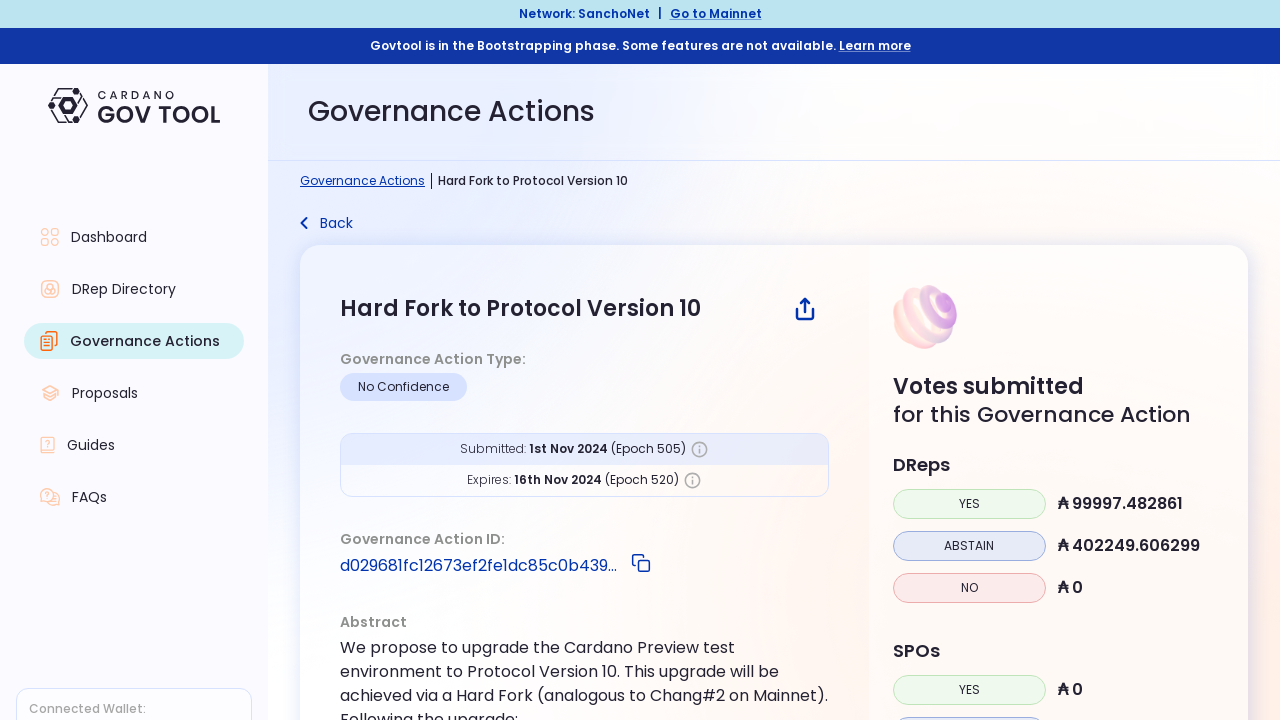 Network: SanchoNet | Go to Mainnet
Govtool is in the Bootstrapping phase. Some features are not available. Learn more
CARDANO
GOV TOOL
Dashboard
DRep Directory
Governance Actions
Proposals
Guides
FAQs
Connected Wallet:
Governance Actions
Governance Actions | Hard Fork to Protocol Version 10
Back
Hard Fork to Protocol Version 10
Governance Action Type:
No Confidence
Submitted: 1st Nov 2024 (Epoch 505)
Expires: 16th Nov 2024 (Epoch 520)
Governance Action ID:
d029681fc12673ef2fe1dc85c0b439...
Abstract
We propose to upgrade the Cardano Preview test
environment to Protocol Version 10. This upgrade will be
achieved via a Hard Fork (analogous to Chang#2 on Mainnet).
Following the upgrade:
Votes submitted
for this Governance Action
DReps
YES ₳ 99997.482861
ABSTAIN ₳ 402249.606299
NO ₳ 0
SPOs
YES ₳ 0